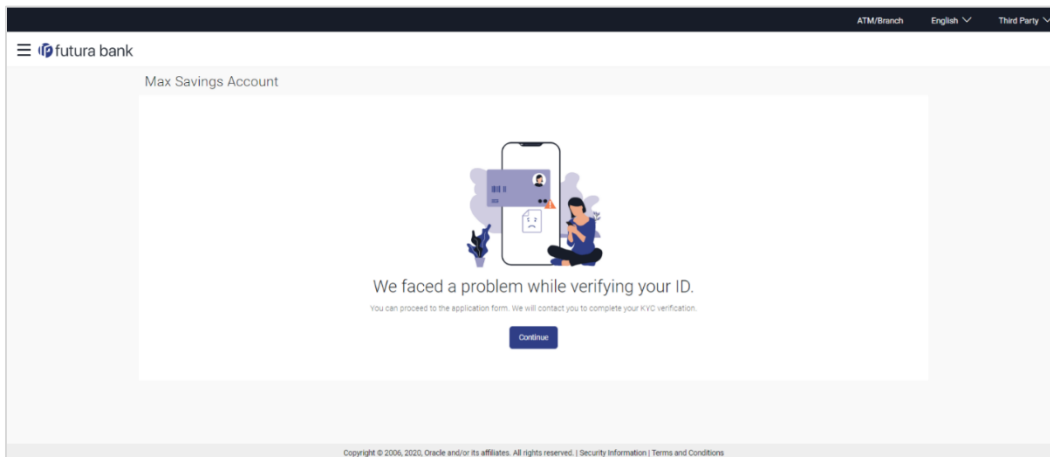 ATM/Branch English Third Party
futura bank
Max Savings Account
We faced a problem while verifying your ID.
You can proceed to the application form. We will contact you to complete your KYC verification.
Continue
Copyright © 2006, 2020, Oracle and/or its affiliates. All rights reserved. | Security Information | Terms and Conditions